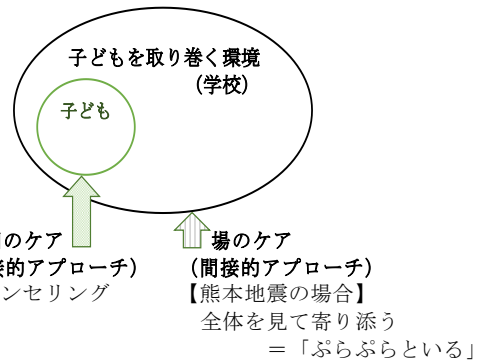 子どもを取り巻く環境
(学校)
子ども
のケア
的アプローチ)
ンセリング
場のケア
(間接的アプローチ)
【熊本地震の場合】
全体を見て寄り添う
＝「ぷらぷらといる」